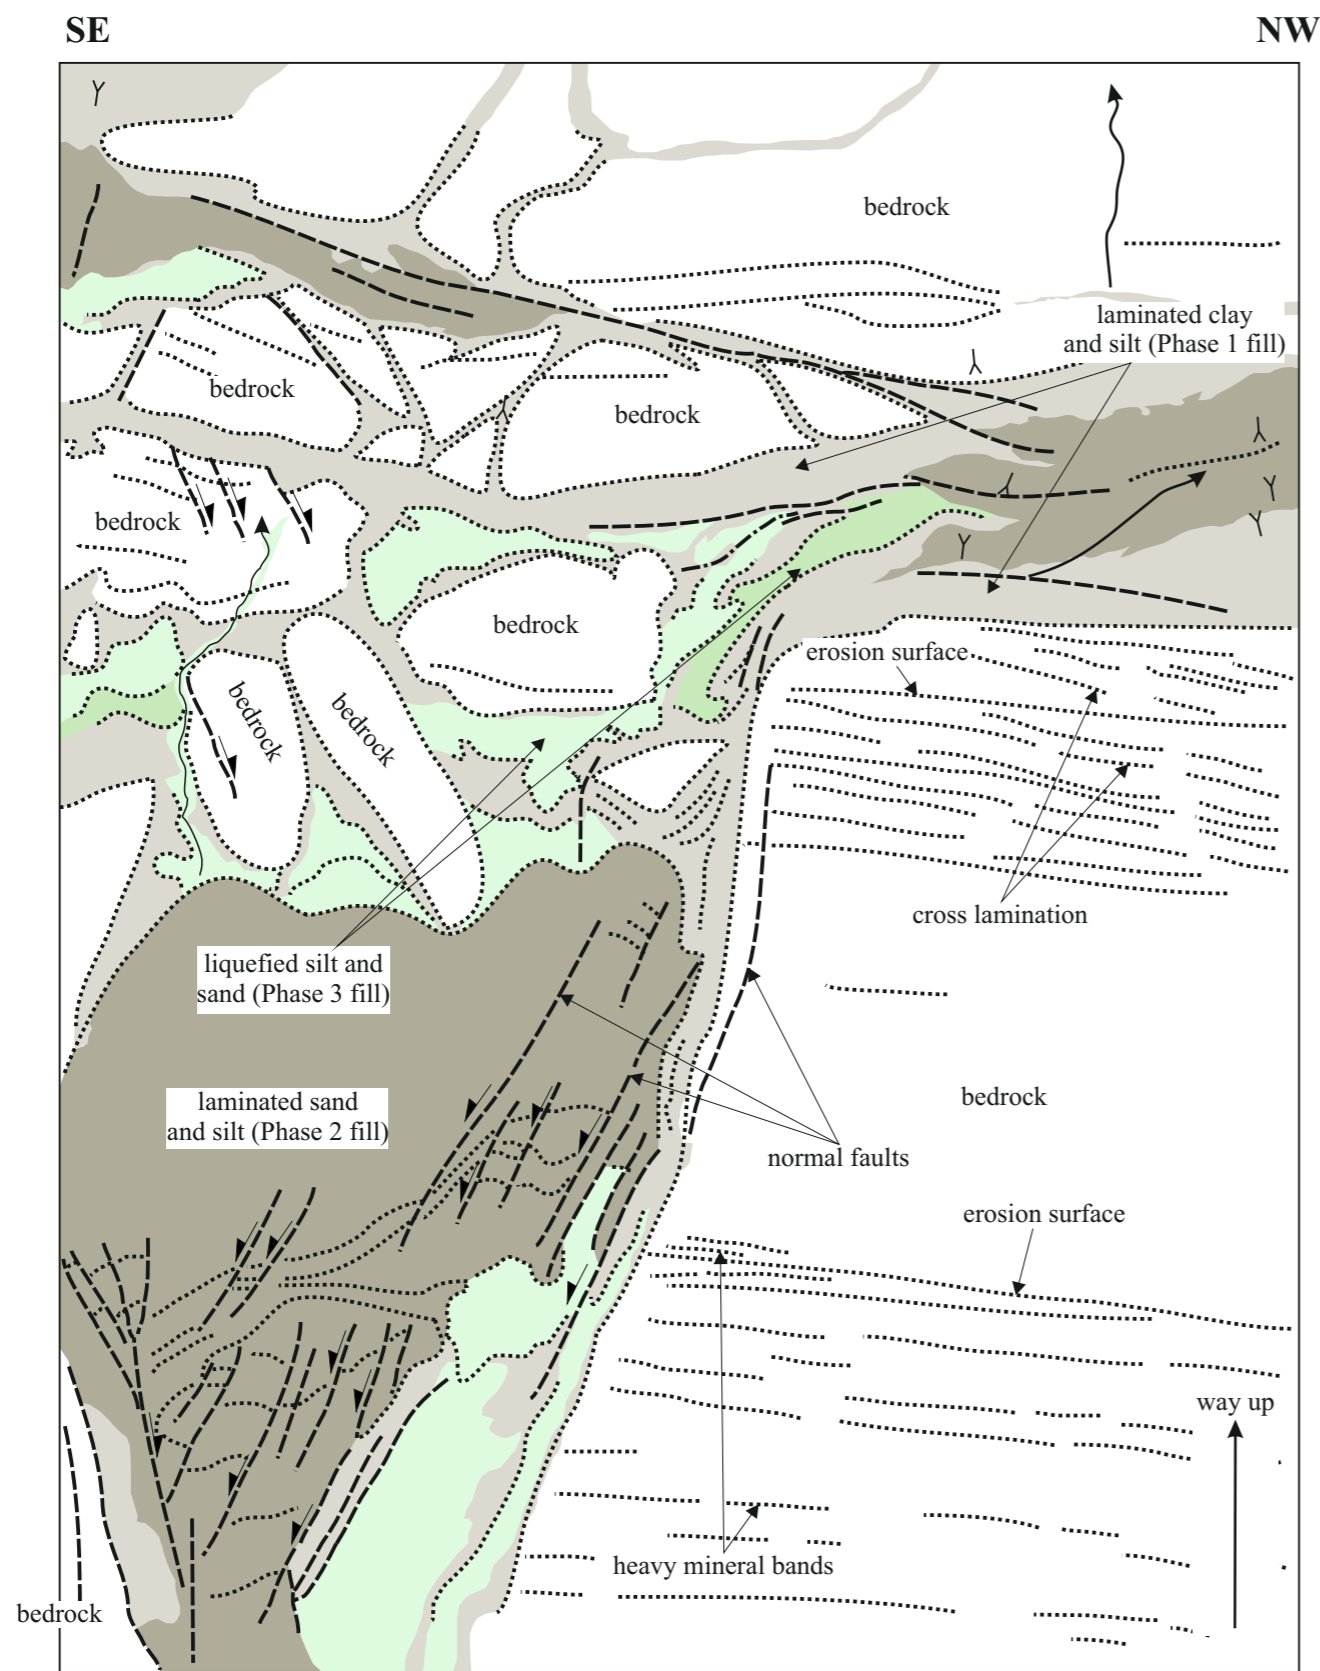 SE
NW
bedrock
laminated clay
and silt (Phase 1 fill)
bedrock
bedrock
bedrock
bedrock
erosion surface
bedrock
bedrock
cross lamination
liquefied silt and
sand (Phase 3 fill)
laminated sand
and silt (Phase 2 fill)
bedrock
normal faults
erosion surface
way up
heavy mineral bands
bedrock